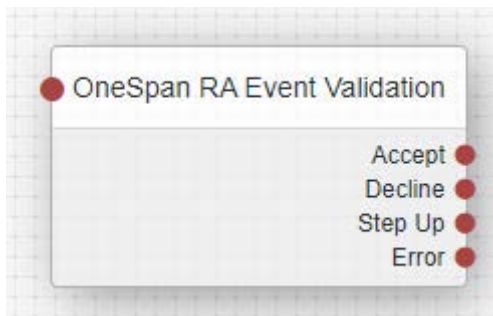 OneSpan RA Event Validation
Accept
Decline
Step Up
Error